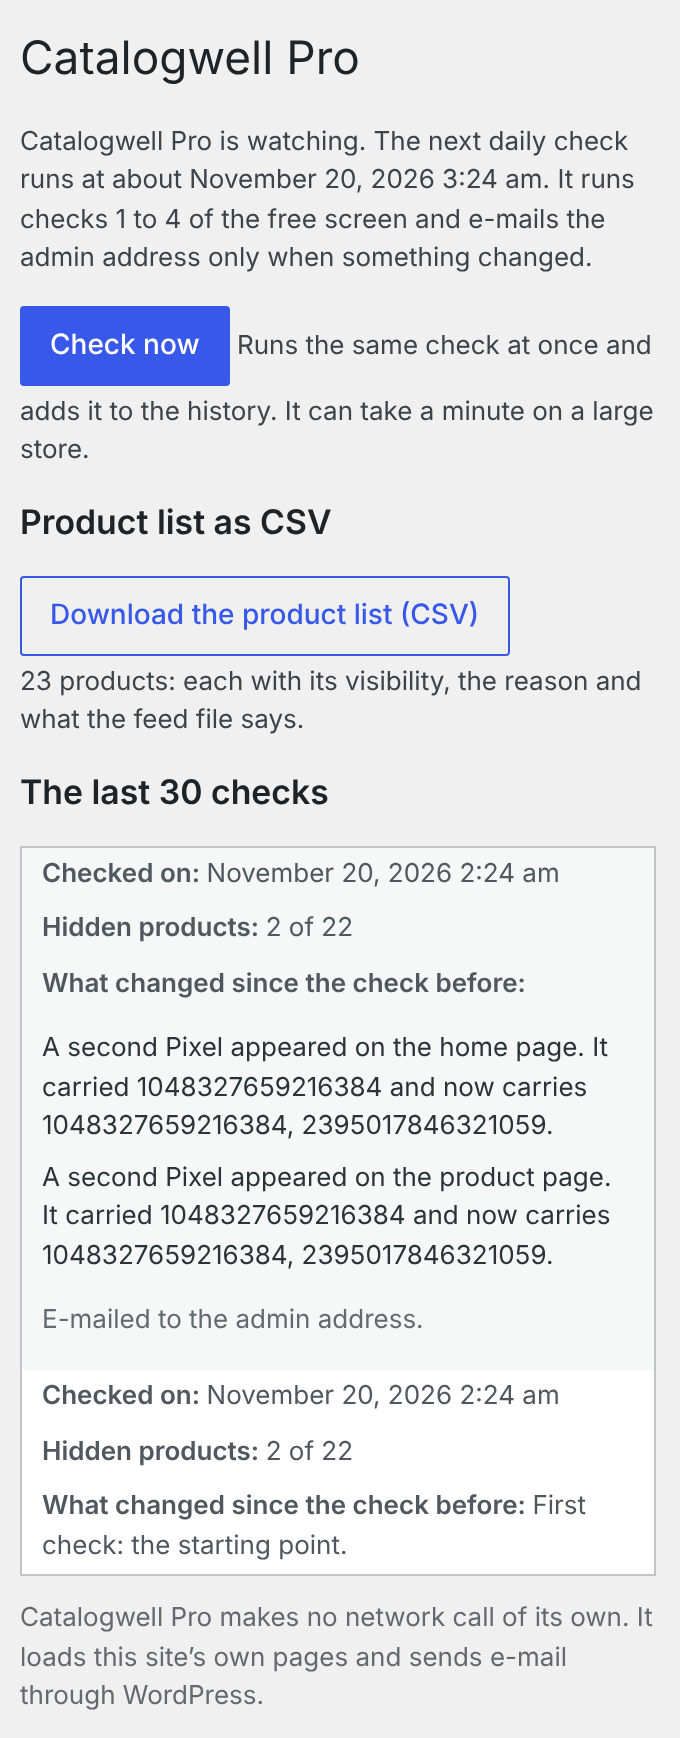 Catalogwell Pro
Catalogwell Pro is watching. The next daily check
runs at about November 20, 2026 3:24 am. It runs
checks 1 to 4 of the free screen and e-mails the
admin address only when something changed.
Check now Runs the same check at once and
adds it to the history. It can take a minute on a large
store.
Product list as CSV
Download the product list (CSV)
23 products: each with its visibility, the reason and
what the feed file says.
The last 30 checks
Checked on: November 20, 2026 2:24 am
Hidden products: 2 of 22
What changed since the check before:
A second Pixel appeared on the home page. It
carried 1048327659216384 and now carries
1048327659216384, 2395017846321059.
A second Pixel appeared on the product page.
It carried 1048327659216384 and now carries
1048327659216384, 2395017846321059.
E-mailed to the admin address.
Checked on: November 20, 2026 2:24 am
Hidden products: 2 of 22
What changed since the check before: First
check: the starting point.
Catalogwell Pro makes no network call of its own. It
loads this site’s own pages and sends e-mail
through WordPress.